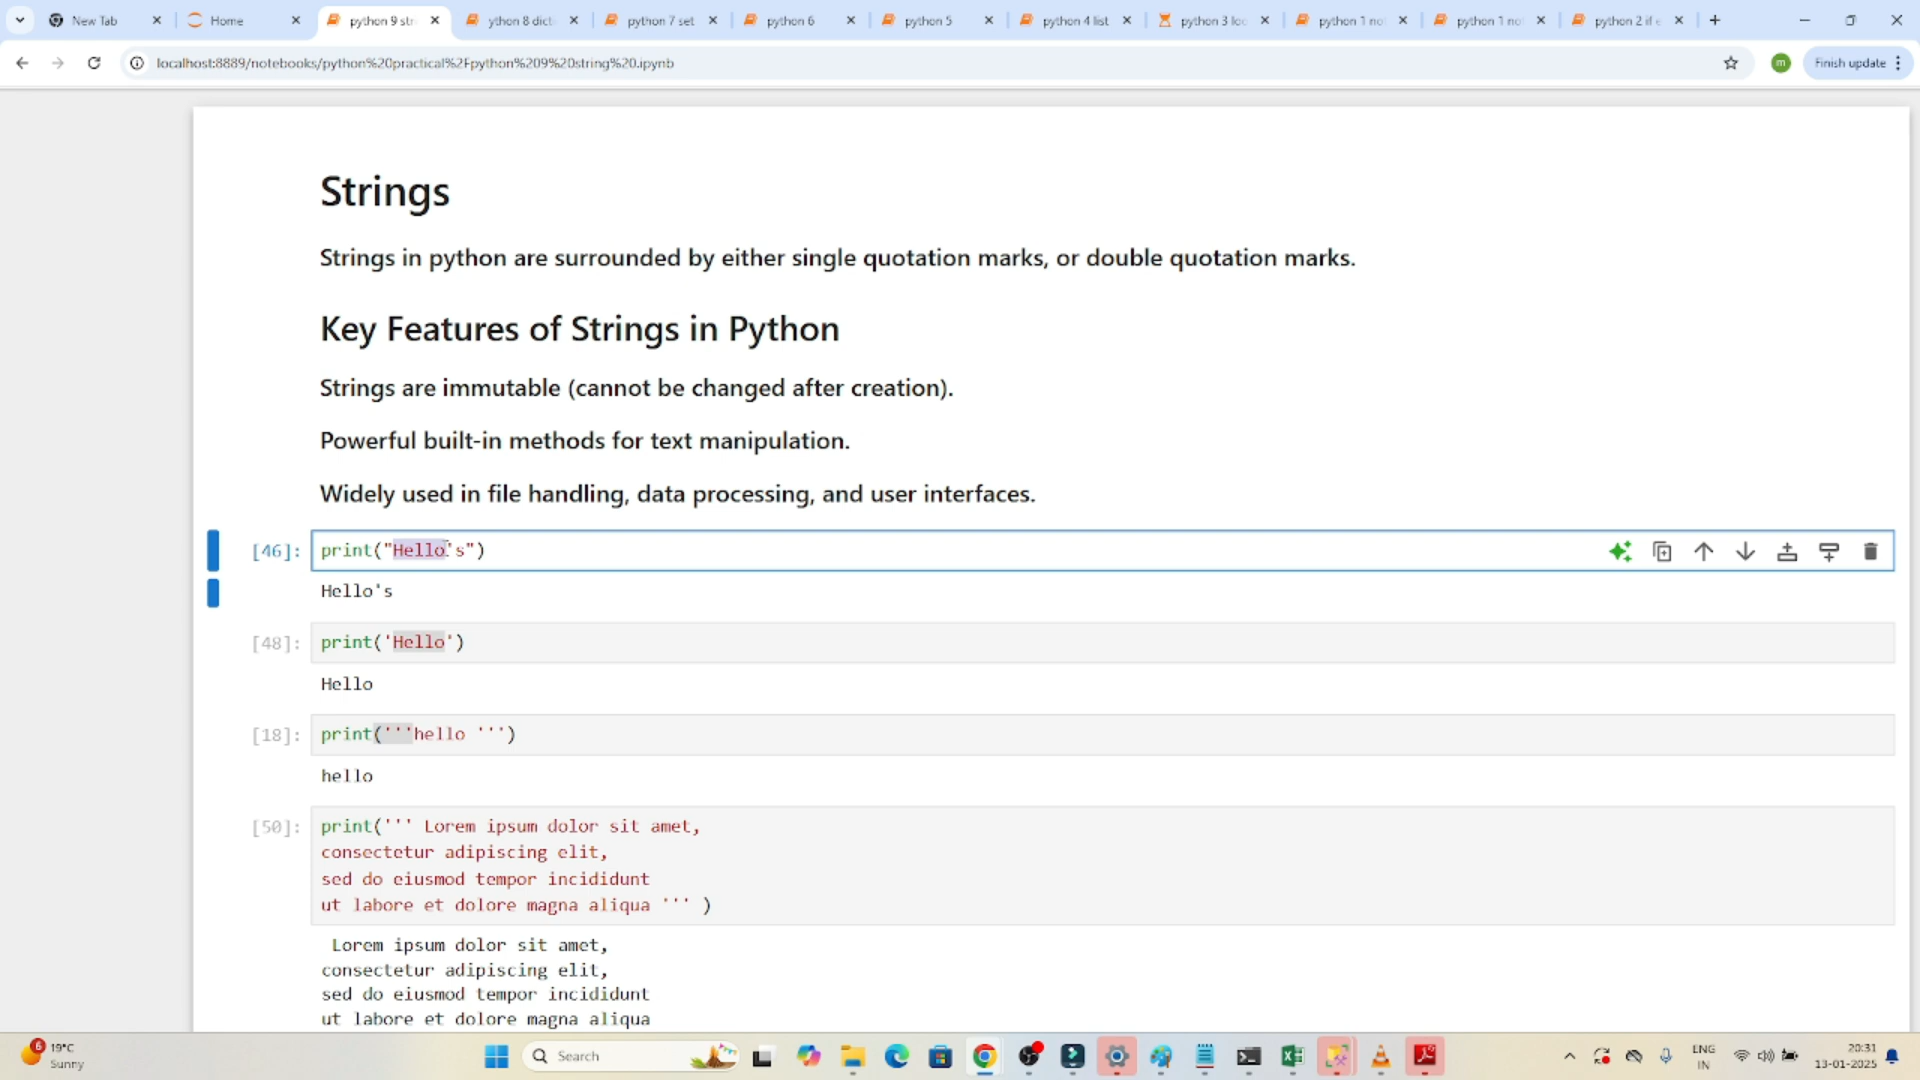 New Tab
Home
python 9 stri
ython 8 dicti
python 7 set
python 6
python 5
python 4 list
python 3 loo
python 1 not
python 1 not
python 2 if e
localhost:8889/notebooks/python%20practical%2Fpython%209%20string%20.ipynb
m
Finish update
Strings
Strings in python are surrounded by either single quotation marks, or double quotation marks.
Key Features of Strings in Python
Strings are immutable (cannot be changed after creation).
Powerful built-in methods for text manipulation.
Widely used in file handling, data processing, and user interfaces.
[46]: print("Hello's")
Hello's
[48]: print('Hello')
Hello
[18]: print('''hello ''')
hello
[50]: print(''' Lorem ipsum dolor sit amet,
consectetur adipiscing elit,
sed do eiusmod tempor incididunt
ut labore et dolore magna aliqua ''' )
Lorem ipsum dolor sit amet,
consectetur adipiscing elit,
sed do eiusmod tempor incididunt
ut labore et dolore magna aliqua
6
19°C
Sunny
Search
ENG
IN
20:31
13-01-2025